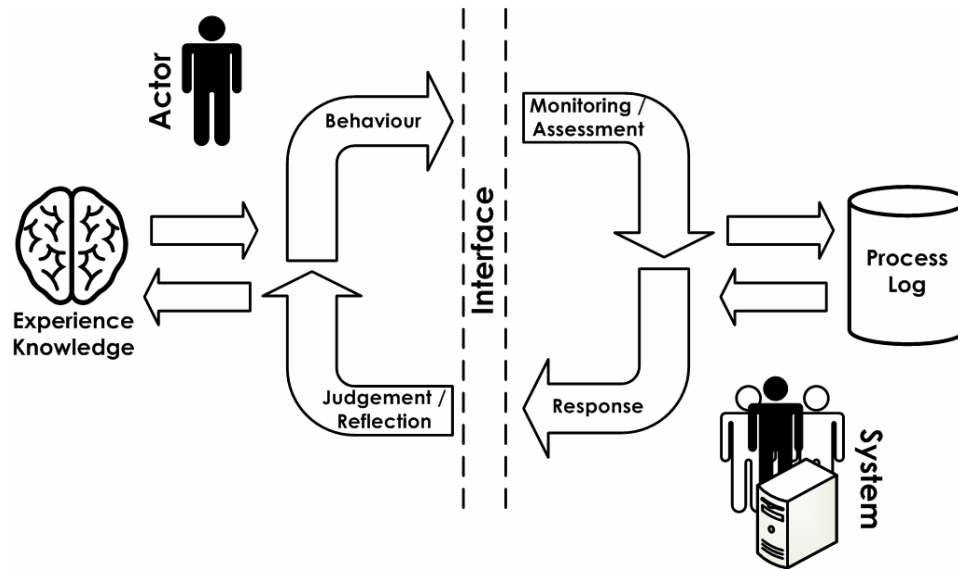 Actor
Behaviour
Monitoring /
Assessment
Interface
Experience
Knowledge
Process
Log
Judgement /
Reflection
Response
System